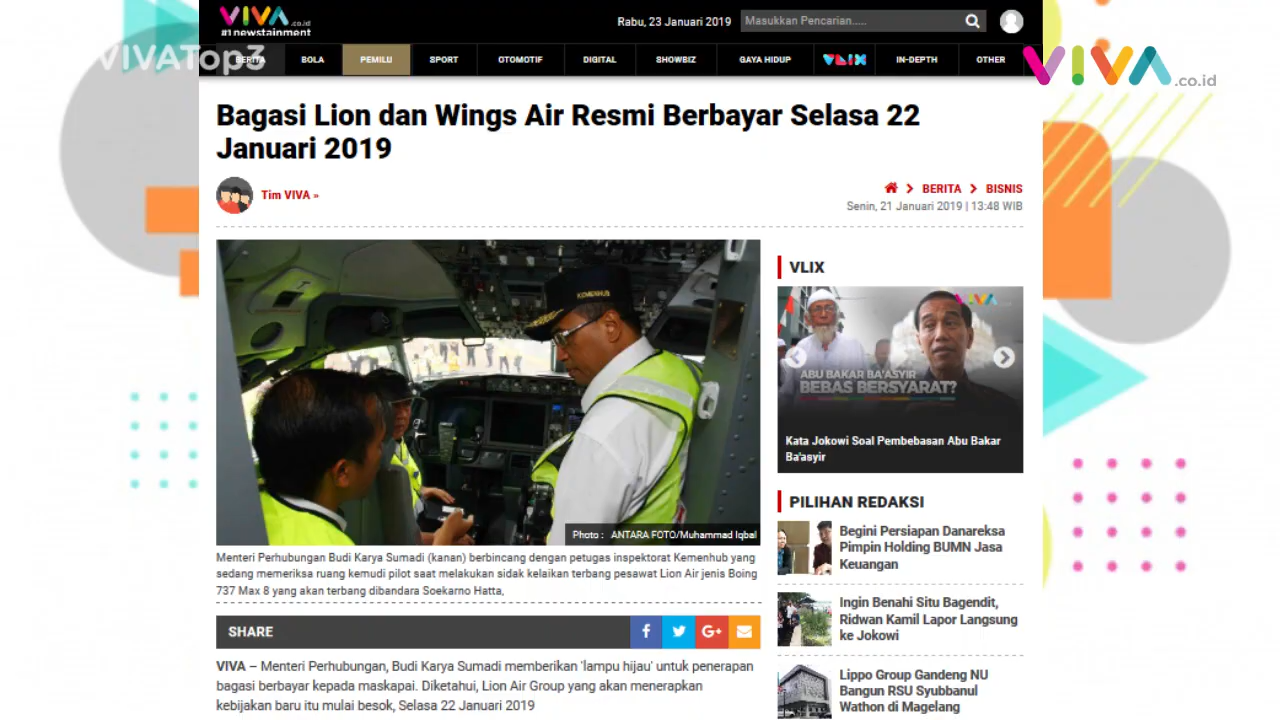 VIVA.co.id
#1newstainment
Rabu, 23 Januari 2019
Masukkan Pencarian.....
VIVATop3
BERITA
BOLA
PEMILU
SPORT
OTOMOTIF
DIGITAL
SHOWBIZ
GAYA HIDUP
VLIX
IN-DEPTH
OTHER
VIVA.co.id
Bagasi Lion dan Wings Air Resmi Berbayar Selasa 22
Januari 2019
Tim VIVA »
BERITA > BISNIS
Senin, 21 Januari 2019 | 13:48 WIB
KEMENHUB
Photo : ANTARA FOTO/Muhammad Iqbal
Menteri Perhubungan Budi Karya Sumadi (kanan) berbincang dengan petugas inspektorat Kemenhub yang
sedang memeriksa ruang kemudi pilot saat melakukan sidak kelaikan terbang pesawat Lion Air jenis Boing
737 Max 8 yang akan terbang dibandara Soekarno Hatta,
SHARE
G+
VIVA – Menteri Perhubungan, Budi Karya Sumadi memberikan 'lampu hijau' untuk penerapan
bagasi berbayar kepada maskapai. Diketahui, Lion Air Group yang akan menerapkan
kebijakan baru itu mulai besok, Selasa 22 Januari 2019
VLIX
VIVA
ABU BAKAR BA'ASYIR
BEBAS BERSYARAT?
Kata Jokowi Soal Pembebasan Abu Bakar
Ba'asyir
PILIHAN REDAKSI
Begini Persiapan Danareksa
Pimpin Holding BUMN Jasa
Keuangan
Ingin Benahi Situ Bagendit,
Ridwan Kamil Lapor Langsung
ke Jokowi
Lippo Group Gandeng NU
Bangun RSU Syubbanul
Wathon di Magelang